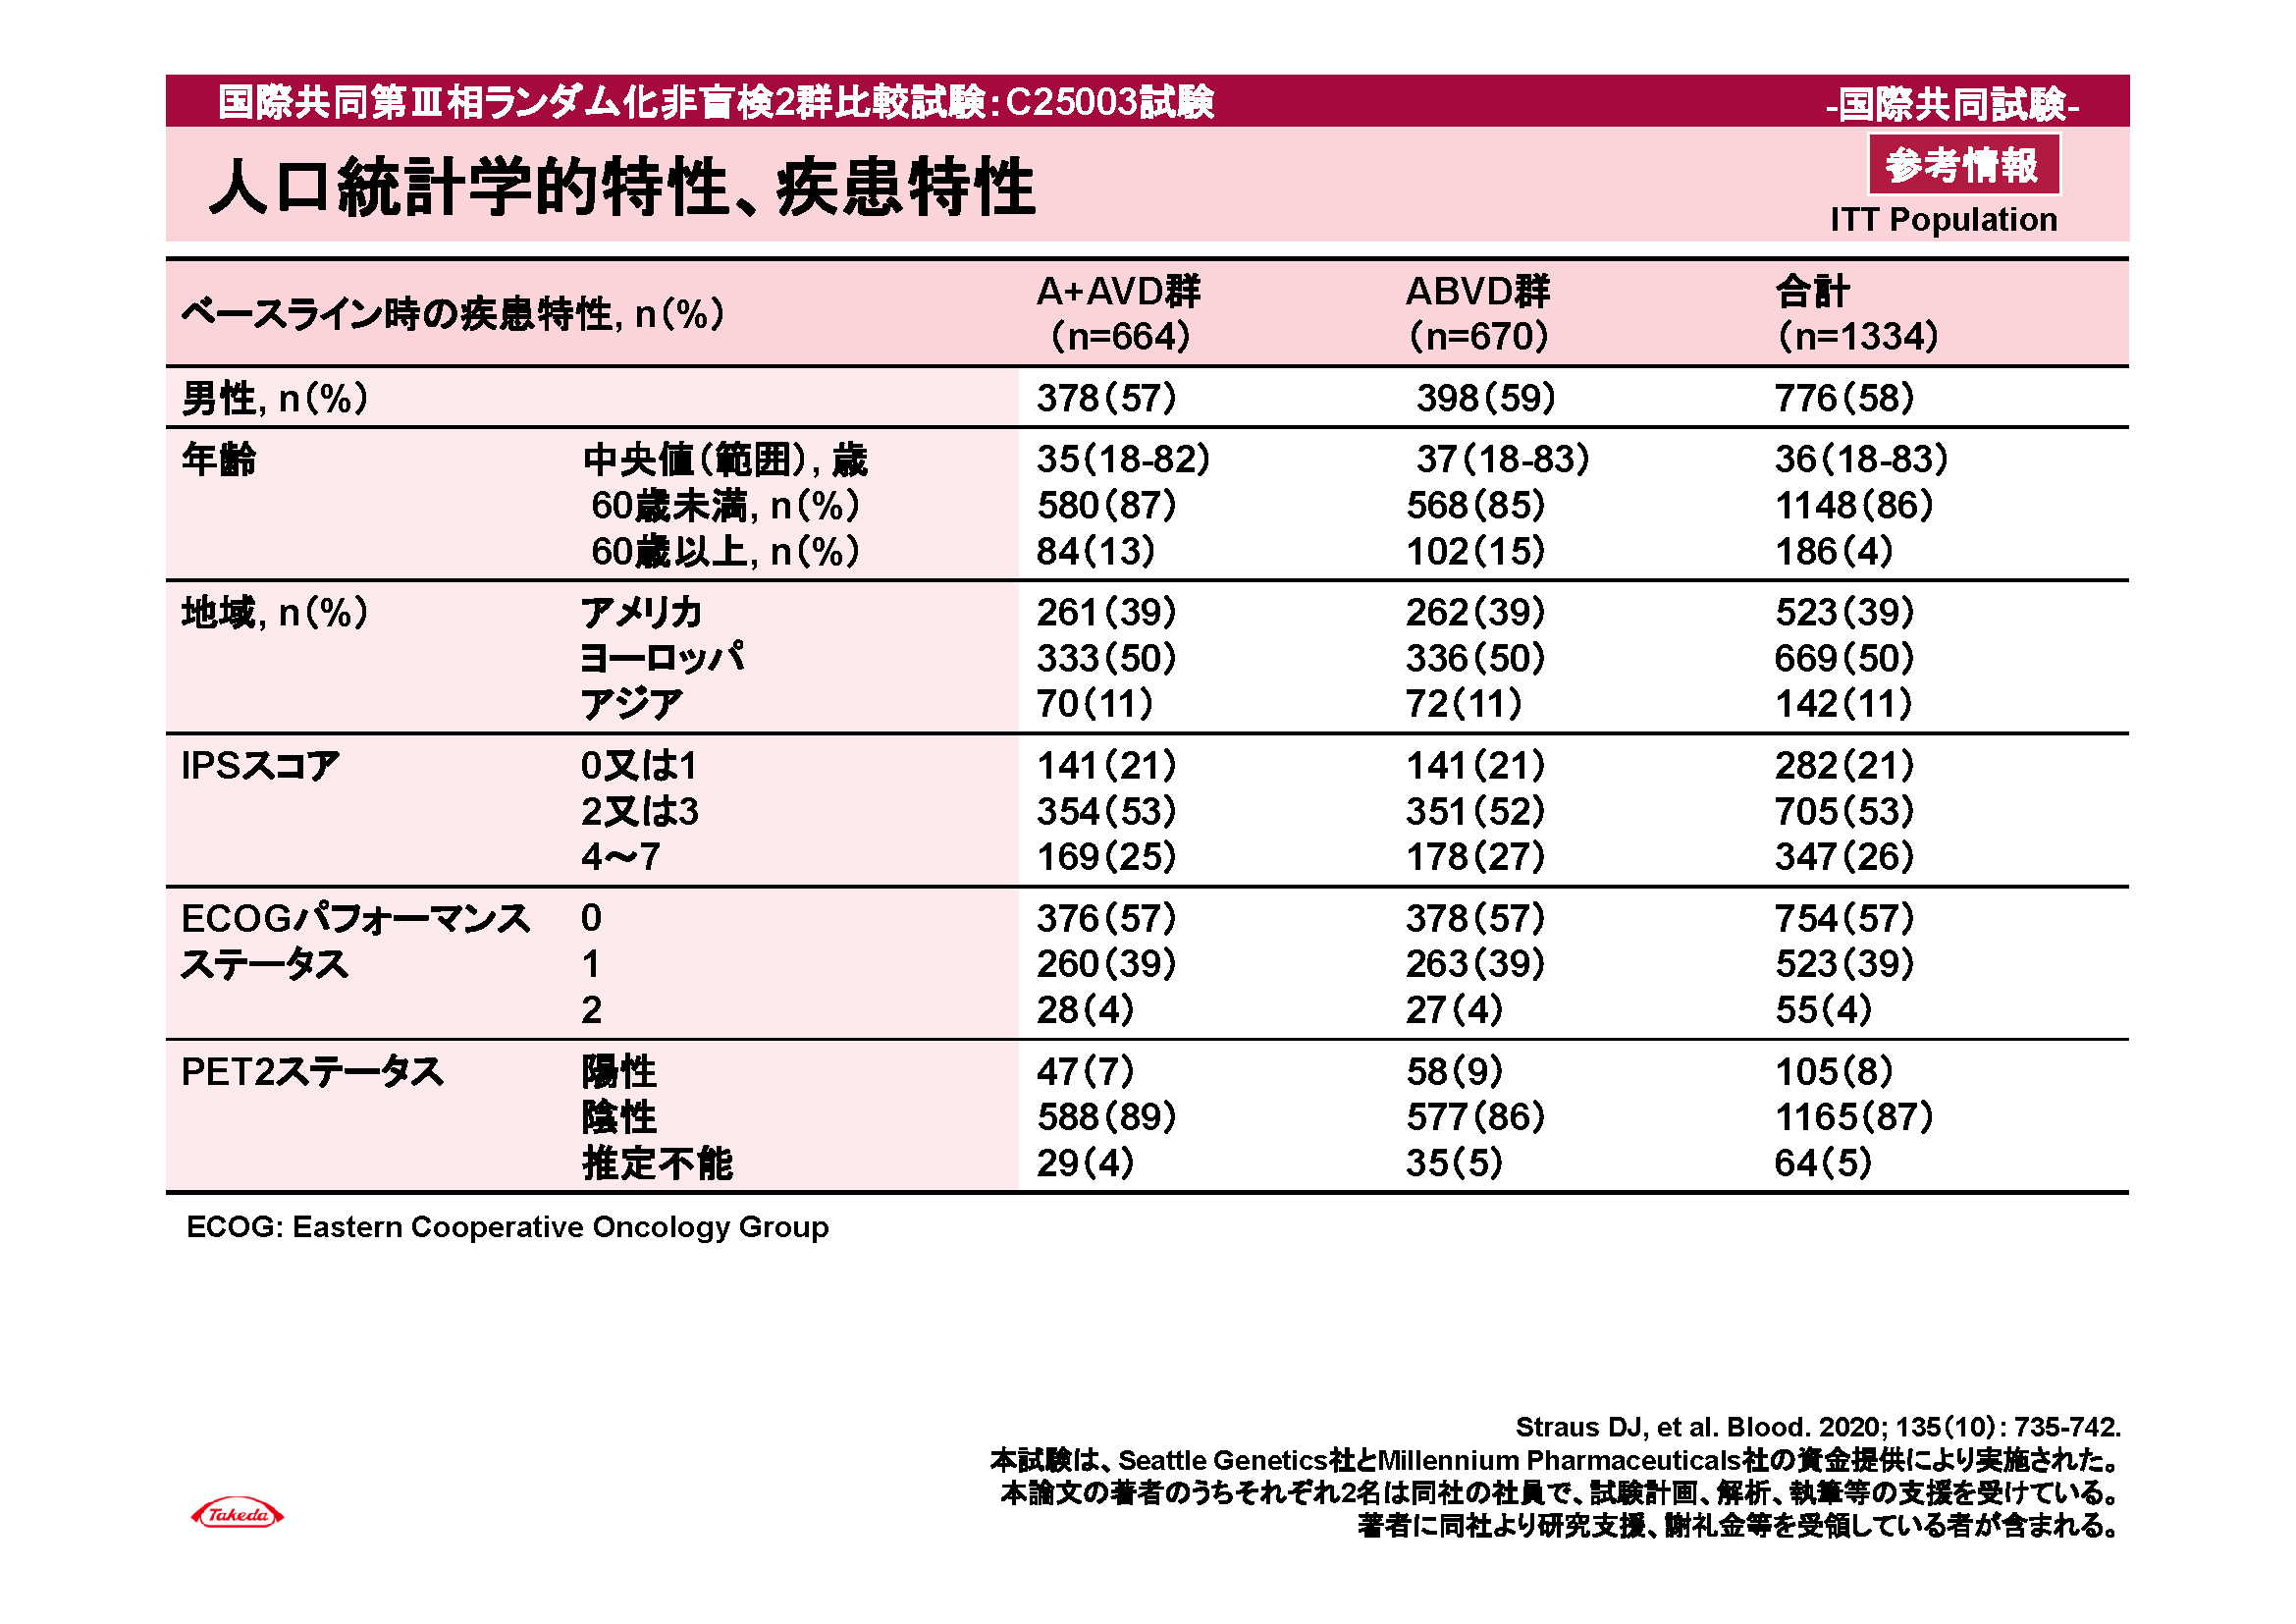 国際共同第Ⅲ相ランダム化非盲検2群比較試験：C25003試験 -国際共同試験-
人口統計学的特性、疾患特性
参考情報
ITT Population
ベースライン時の疾患特性, n（%） A+AVD群（n=664） ABVD群（n=670） 合計（n=1334）
男性, n（%） 378（57） 398（59） 776（58）
年齢 中央値（範囲）, 歳 35（18-82） 37（18-83） 36（18-83）
60歳未満, n（%） 580（87） 568（85） 1148（86）
60歳以上, n（%） 84（13） 102（15） 186（4）
地域, n（%） アメリカ 261（39） 262（39） 523（39）
ヨーロッパ 333（50） 336（50） 669（50）
アジア 70（11） 72（11） 142（11）
IPSスコア 0又は1 141（21） 141（21） 282（21）
2又は3 354（53） 351（52） 705（53）
4～7 169（25） 178（27） 347（26）
ECOGパフォーマンス 0 376（57） 378（57） 754（57）
ステータス 1 260（39） 263（39） 523（39）
2 28（4） 27（4） 55（4）
PET2ステータス 陽性 47（7） 58（9） 105（8）
陰性 588（89） 577（86） 1165（87）
推定不能 29（4） 35（5） 64（5）
ECOG: Eastern Cooperative Oncology Group
Straus DJ, et al. Blood. 2020; 135（10）: 735-742.
本試験は、Seattle Genetics社とMillennium Pharmaceuticals社の資金提供により実施された。
本論文の著者のうちそれぞれ2名は同社の社員で、試験計画、解析、執筆等の支援を受けている。
著者に同社より研究支援、謝礼金等を受領している者が含まれる。
Takeda